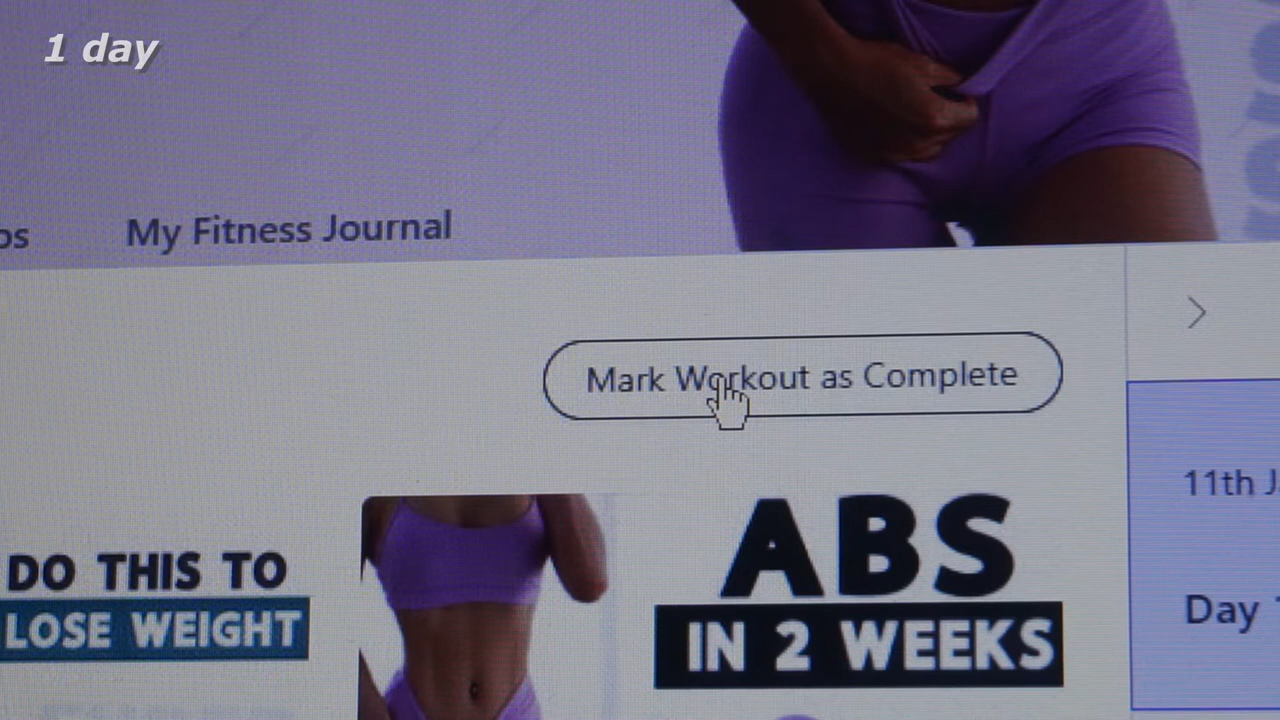 1 day
My Fitness Journal
Mark Workout as Complete
11th
Day
DO THIS TO
LOSE WEIGHT
ABS
IN 2 WEEKS